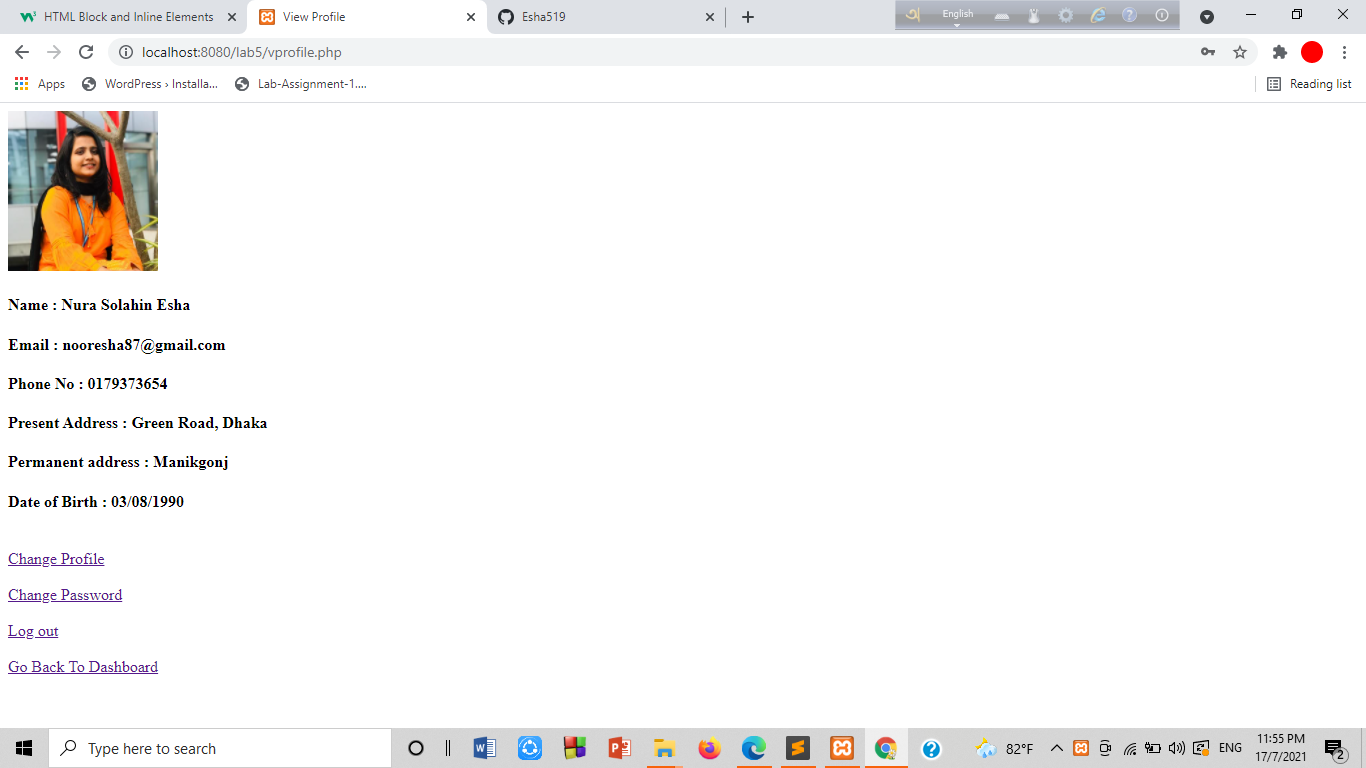 HTML Block and Inline Elements
View Profile
Esha519
English
localhost:8080/lab5/vprofile.php
Apps
WordPress › Installa...
Lab-Assignment-1....
Reading list
Name : Nura Solahin Esha
Email : nooresha87@gmail.com
Phone No : 0179373654
Present Address : Green Road, Dhaka
Permanent address : Manikgonj
Date of Birth : 03/08/1990
Change Profile
Change Password
Log out
Go Back To Dashboard
Type here to search
82°F
ENG
11:55 PM
17/7/2021
2